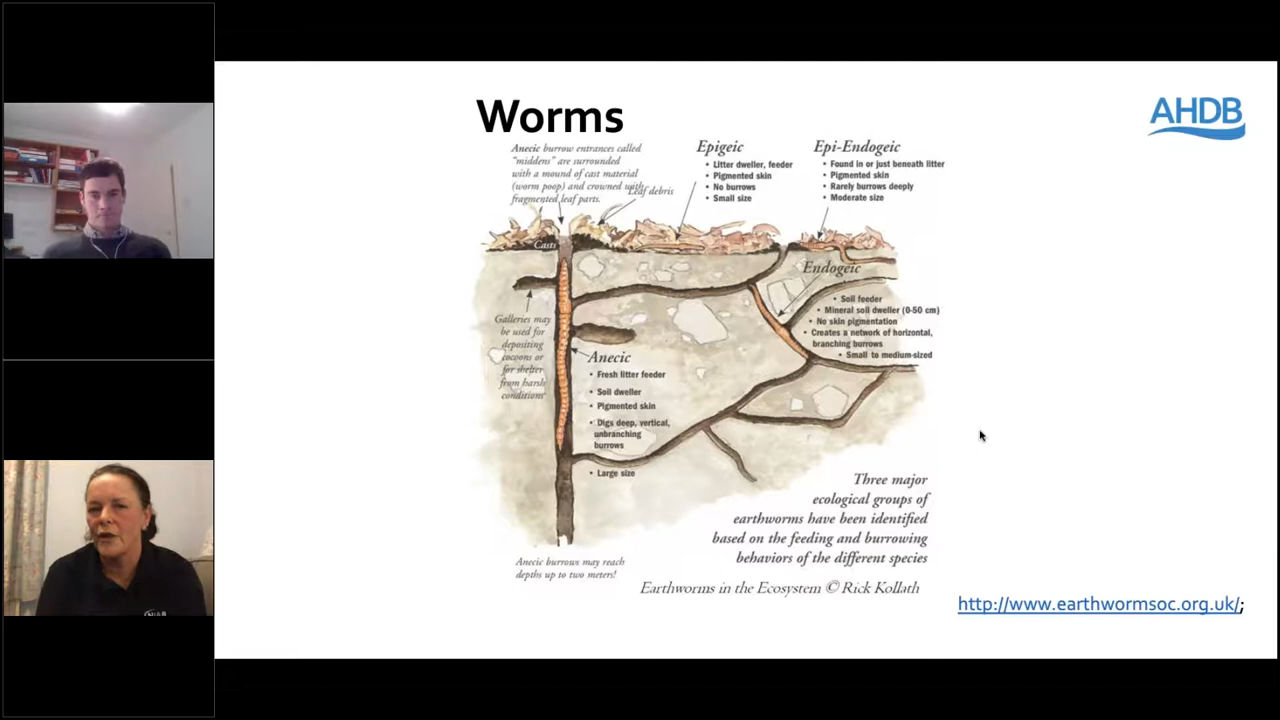 Worms
AHDB
Anecic burrow entrances called
"middens" are surrounded
with a mound of cast material
(worm poop) and crowned with
fragmented leaf parts.
Leaf debris
Epigeic
• Litter dweller, feeder
• Pigmented skin
• No burrows
• Small size
Epi-Endogeic
• Found in or just beneath litter
• Pigmented skin
• Rarely burrows deeply
• Moderate size
Casts
Endogeic
• Soil feeder
• Mineral soil dweller (0-50 cm)
• No skin pigmentation
• Creates a network of horizontal,
branching burrows
• Small to medium-sized
Galleries may
be used for
depositing
cocoons or
for shelter
from harsh
conditions
Anecic
• Fresh litter feeder
• Soil dweller
• Pigmented skin
• Digs deep, vertical,
unbranching
burrows
• Large size
Three major
ecological groups of
earthworms have been identified
based on the feeding and burrowing
behaviors of the different species
Anecic burrows may reach
depths up to two meters!
Earthworms in the Ecosystem © Rick Kollath
http://www.earthwormsoc.org.uk/;